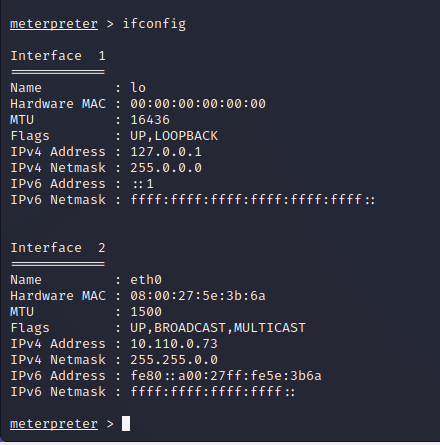 meterpreter > ifconfig
Interface  1
============
Name         : lo
Hardware MAC : 00:00:00:00:00:00
MTU          : 16436
Flags        : UP,LOOPBACK
IPv4 Address : 127.0.0.1
IPv4 Netmask : 255.0.0.0
IPv6 Address : ::1
IPv6 Netmask : ffff:ffff:ffff:ffff:ffff:ffff::
Interface  2
============
Name         : eth0
Hardware MAC : 08:00:27:5e:3b:6a
MTU          : 1500
Flags        : UP,BROADCAST,MULTICAST
IPv4 Address : 10.110.0.73
IPv4 Netmask : 255.255.0.0
IPv6 Address : fe80::a00:27ff:fe5e:3b6a
IPv6 Netmask : ffff:ffff:ffff:ffff::
meterpreter >